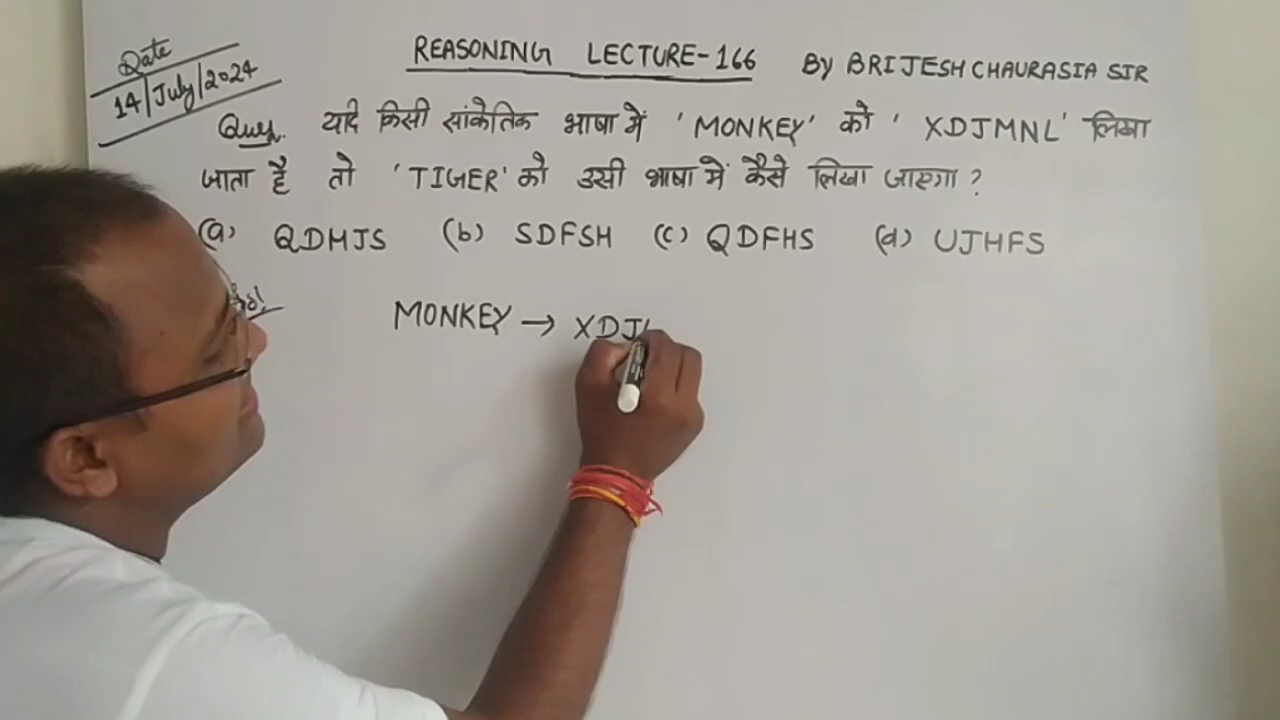 Date
14/July/2024
REASONING LECTURE-166 By BRIJESH CHAURASIA SIR
Ques. यदि किसी सांकेतिक भाषा में 'MONKEY' को 'XDJMNL' लिखा
जाता है तो 'TIGER' को उसी भाषा में कैसे लिखा जाएगा ?
(a) QDHJS (b) SDFSH (c) QDFHS (d) UJHFS
MONKEY → XDJ